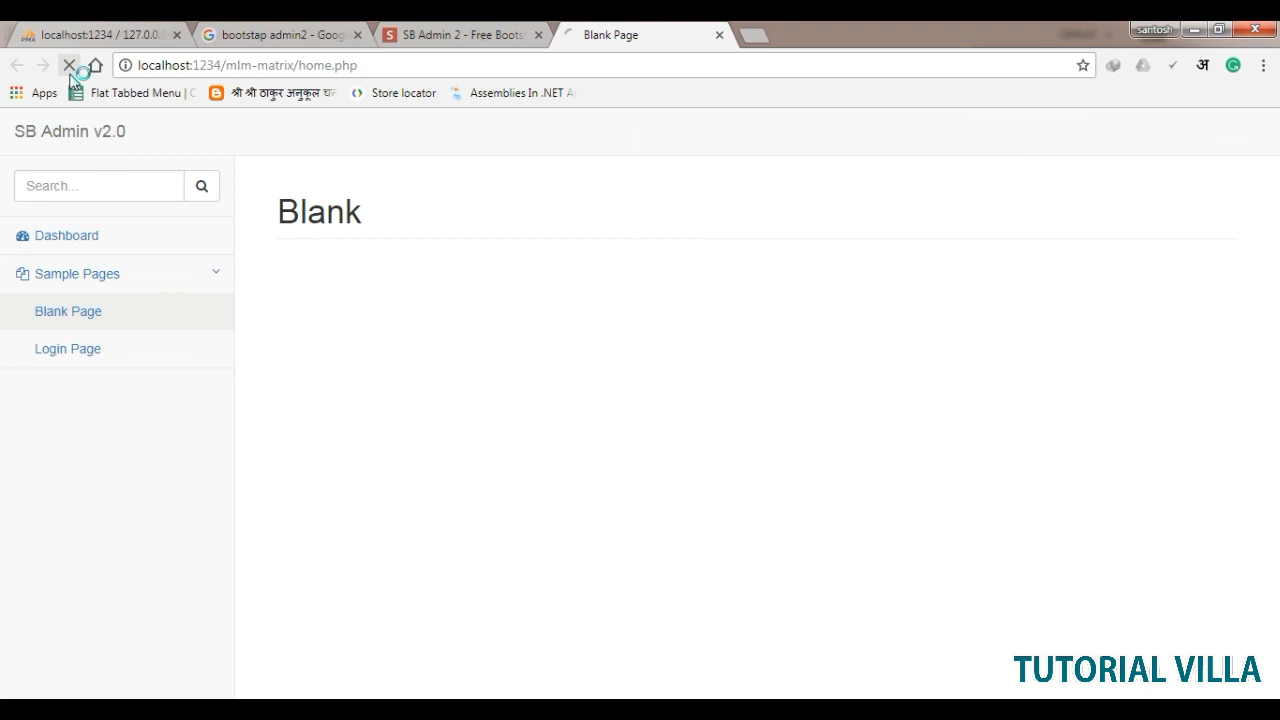 localhost:1234 / 127.0.0.1
bootstap admin2 - Goog
SB Admin 2 - Free Bootst
Blank Page
santosh
localhost:1234/mlm-matrix/home.php
अ
Apps
Flat Tabbed Menu |
श्री श्री ठाकुर अनुकूल
Store locator
Assemblies In .NET
SB Admin v2.0
Search...
Blank
Dashboard
Sample Pages
Blank Page
Login Page
TUTORIAL VILLA